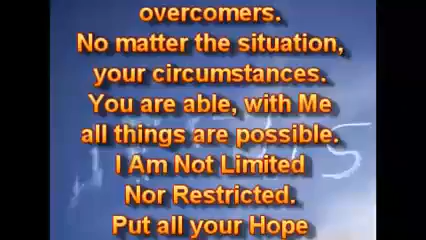 overcomers.
No matter the situation,
your circumstances.
You are able, with Me
all things are possible.
I Am Not Limited
Nor Restricted.
Put all your Hope